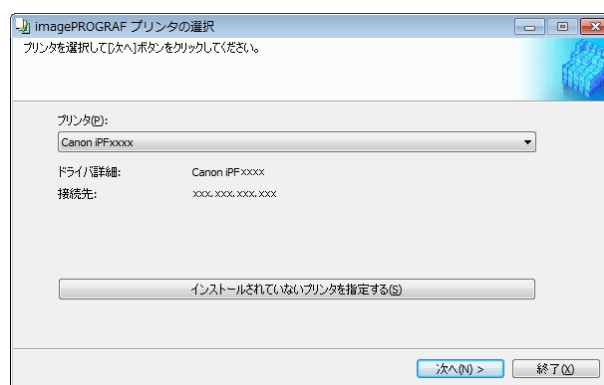 imagePROGRAF プリンタの選択
プリンタを選択して[次へ]ボタンをクリックしてください。
プリンタ(P):
Canon iPFxxxx
ドライバ詳細: Canon iPFxxxx
接続先: xxx.xxx.xxx.xxx
インストールされていないプリンタを指定する(S)
次へ(N) > 終了(X)